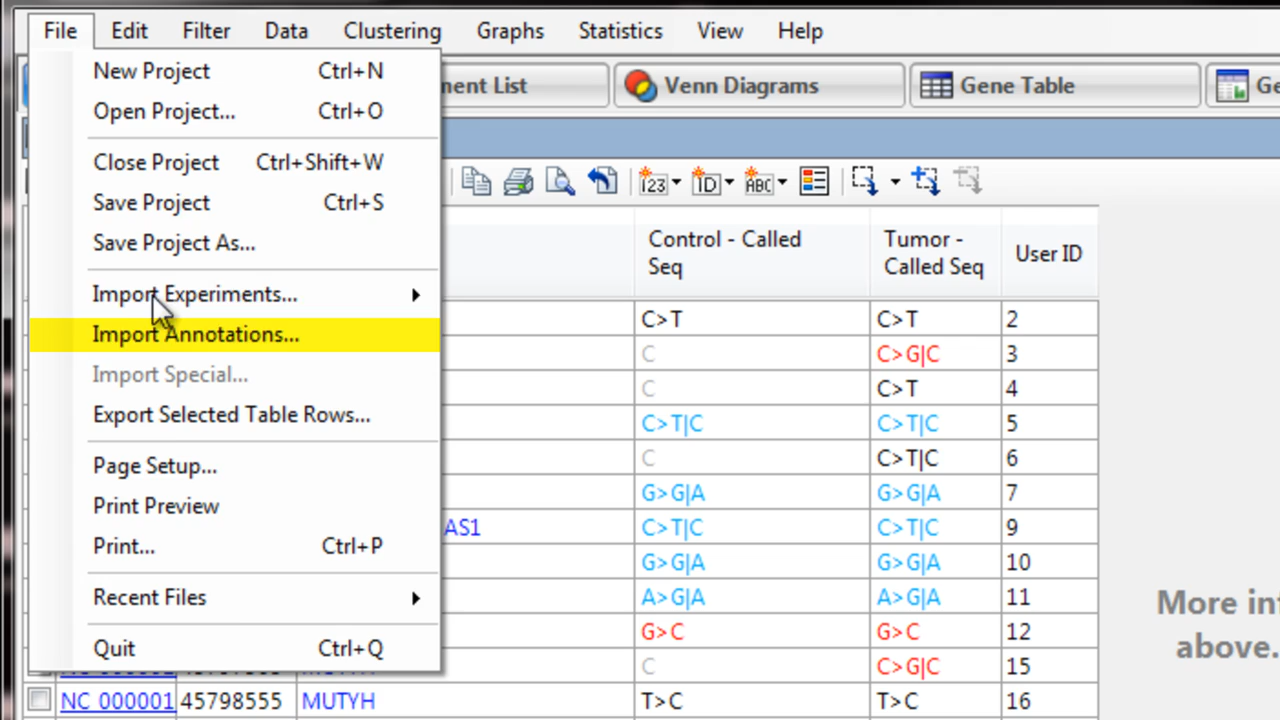 File Edit Filter Data Clustering Graphs Statistics View Help
New Project Ctrl+N
Open Project... Ctrl+O
Close Project Ctrl+Shift+W
Save Project Ctrl+S
Save Project As...
Import Experiments...
Import Annotations...
Import Special...
Export Selected Table Rows...
Page Setup...
Print Preview
Print... Ctrl+P
Recent Files
Quit Ctrl+Q
List Venn Diagrams Gene Table
123 ID ABC
Control - Called
Seq
Tumor -
Called Seq
User ID
C>T C>T 2
C C>G|C 3
C C>T 4
C>T|C C>T|C 5
C C>T|C 6
G>G|A G>G|A 7
AS1 C>T|C C>T|C 9
G>G|A G>G|A 10
A>G|A A>G|A 11
G>C G>C 12
C C>G|C 15
NC_000001 45798555 MUTYH T>C T>C 16
More
above.